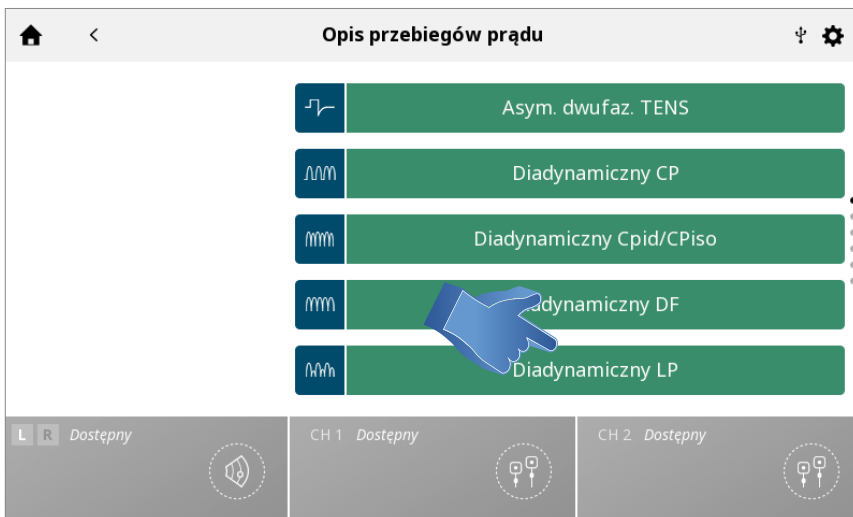 Opis przebiegów prądu
Asym. dwufaz. TENS
Diadynamiczny CP
Diadynamiczny Cpid/CPiso
adynamiczny DF
Diadynamiczny LP
L R Dostępny
CH 1 Dostępny
CH 2 Dostępny